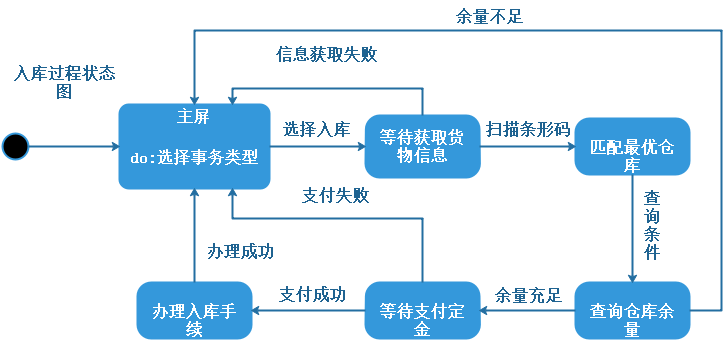 余量不足
信息获取失败
入库过程状态
图
主屏
do:选择事务类型
选择入库
等待获取货
物信息
扫描条形码
匹配最优仓
库
支付失败
查
询
条
件
办理成功
办理入库手
续
支付成功
等待支付定
金
余量充足
查询仓库余
量